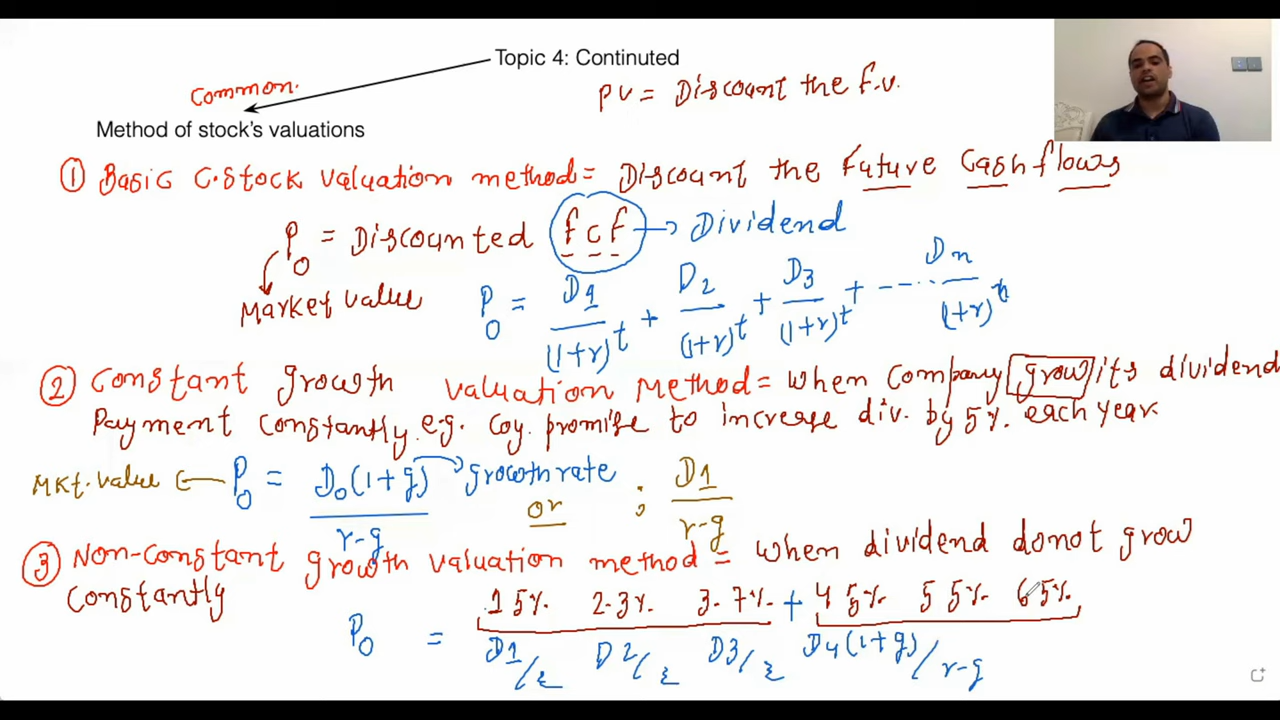 Topic 4: Continuted
Common.
PV = Discount the f.v.
Method of stock's valuations
① Basic C.Stock valuation method = Discount the Future Cash flows
P0 = Discounted fcf → Dividend
Market value
P0 = D1/(1+r)^t + D2/(1+r)^t + D3/(1+r)^t + ----- Dn/(1+r)^n
② Constant Growth valuation Method = when Company grow its dividend
Payment constantly. e.g. Coy. promise to increase div. by 5%. each year
Mkt. value ← P0 = D0(1+g)/r-g → growth rate or ; D1/r-g
③ Non-Constant growth valuation method = when dividend donot grow
constantly
1 5%. 2. 3%. 3. 7%. + 4 5%. 5 5%. 6 5%.
P0 = D1/ D2/ D3/ D4(1+g)/r-g